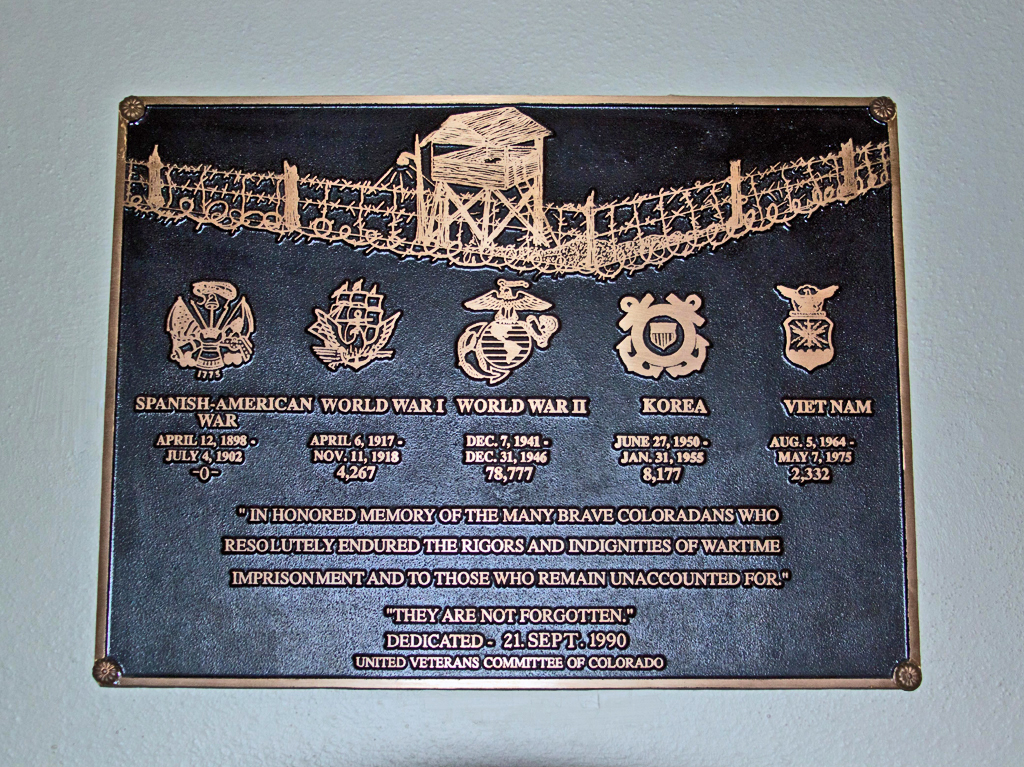 1775
SPANISH-AMERICAN WORLD WAR I WORLD WAR II KOREA VIET NAM
WAR
APRIL 12, 1898 - APRIL 6, 1917 - DEC. 7, 1941 - JUNE 27, 1950 - AUG. 5, 1964 -
JULY 4, 1902 NOV. 11, 1918 DEC. 31, 1946 JAN. 31, 1955 MAY 7, 1975
-0- 4,267 78,777 8,177 2,332
" IN HONORED MEMORY OF THE MANY BRAVE COLORADANS WHO
RESOLUTELY ENDURED THE RIGORS AND INDIGNITIES OF WARTIME
IMPRISONMENT AND TO THOSE WHO REMAIN UNACCOUNTED FOR."
"THEY ARE NOT FORGOTTEN."
DEDICATED - 21. SEPT. 1990
UNITED VETERANS COMMITTEE OF COLORADO